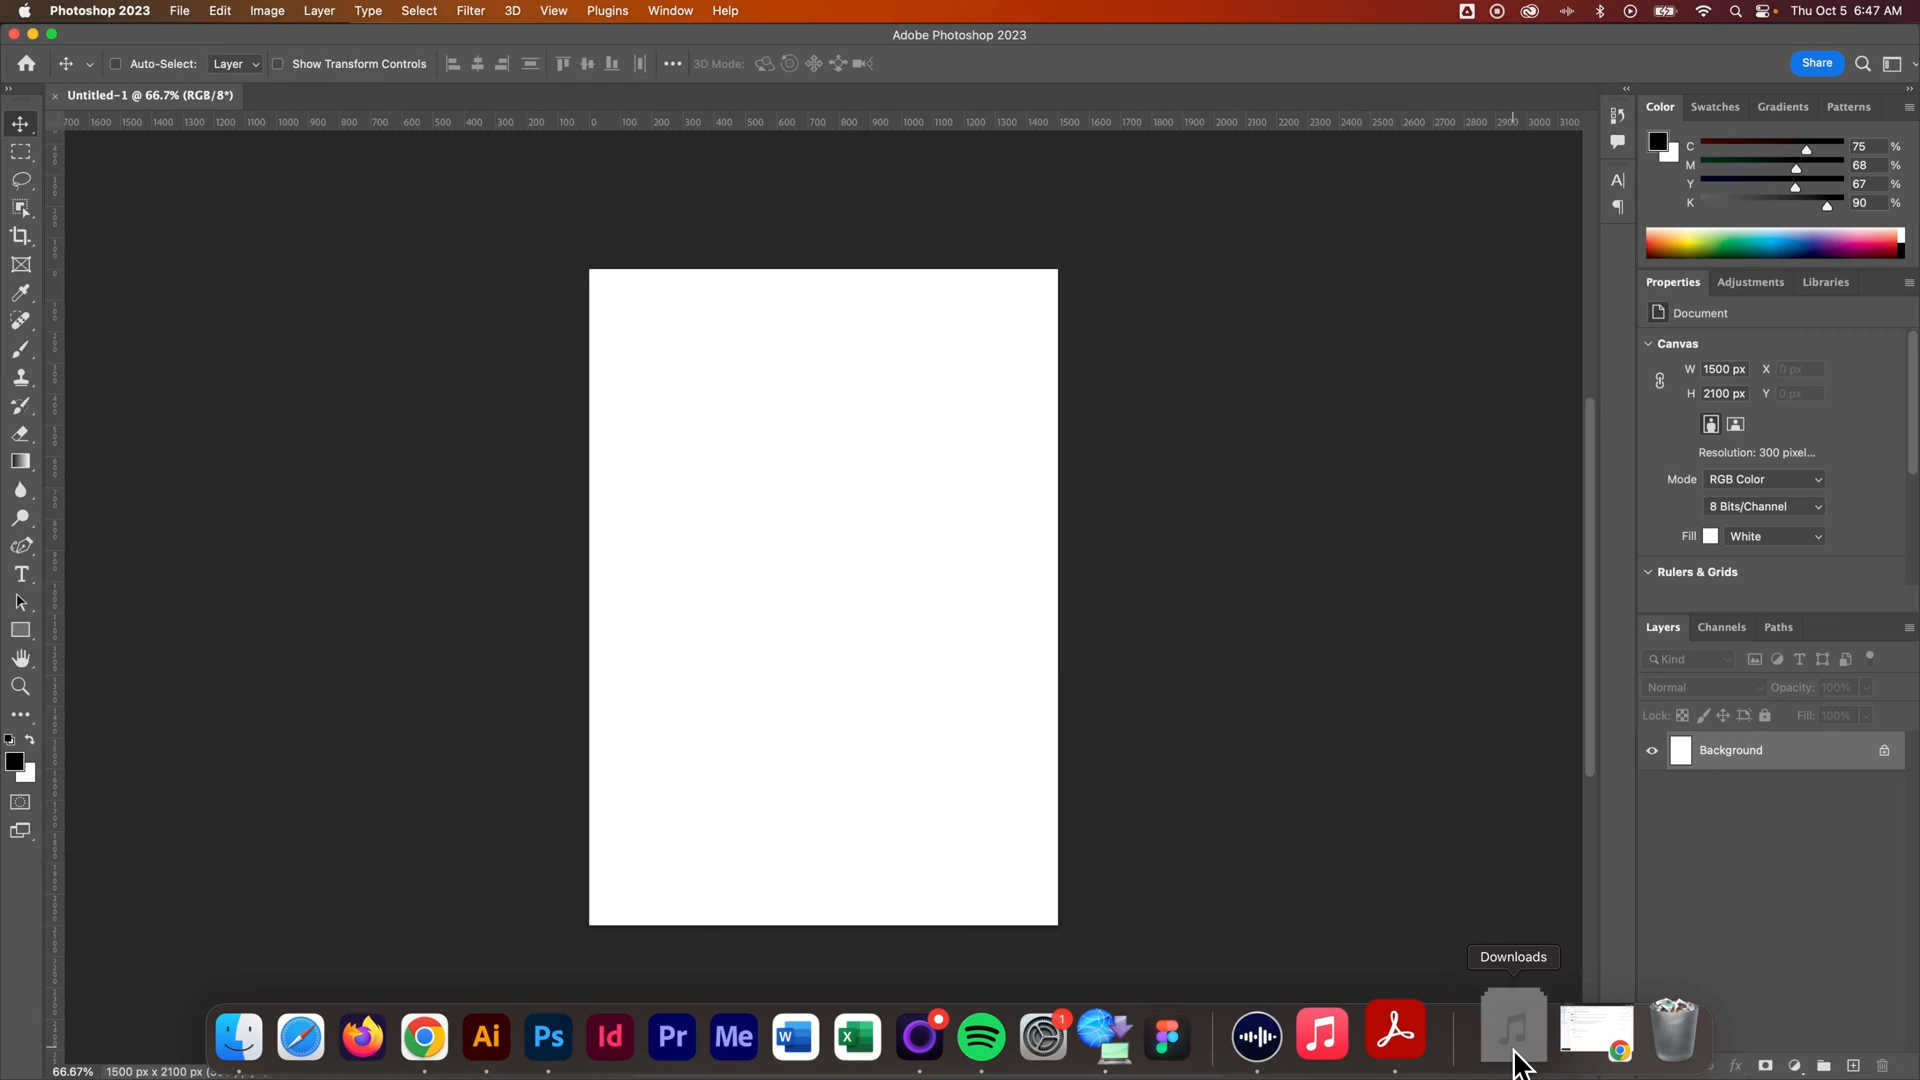 Photoshop 2023 File Edit Image Layer Type Select Filter 3D View Plugins Window Help
Thu Oct 5 6:47 AM
Adobe Photoshop 2023
Auto-Select: Layer Show Transform Controls 3D Mode: Share
Untitled-1 @ 66.7% (RGB/8*)
700 1600 1500 1400 1300 1200 1100 1000 900 800 700 600 500 400 300 200 100 0 100 200 300 400 500 600 700 800 900 1000 1100 1200 1300 1400 1500 1600 1700 1800 1900 2000 2100 2200 2300 2400 2500 2600 2700 2800 2900 3000 3100
Color Swatches Gradients Patterns
C 75 %
M 68 %
Y 67 %
K 90 %
Properties Adjustments Libraries
Document
Canvas
W 1500 px X 0 px
H 2100 px Y 0 px
Resolution: 300 pixel...
Mode RGB Color
8 Bits/Channel
Fill White
Rulers & Grids
Layers Channels Paths
Kind
Normal Opacity: 100%
Lock: Fill: 100%
Background
Downloads
Ai Ps Id Pr Me W X 1
66.67% 1500 px x 2100 px